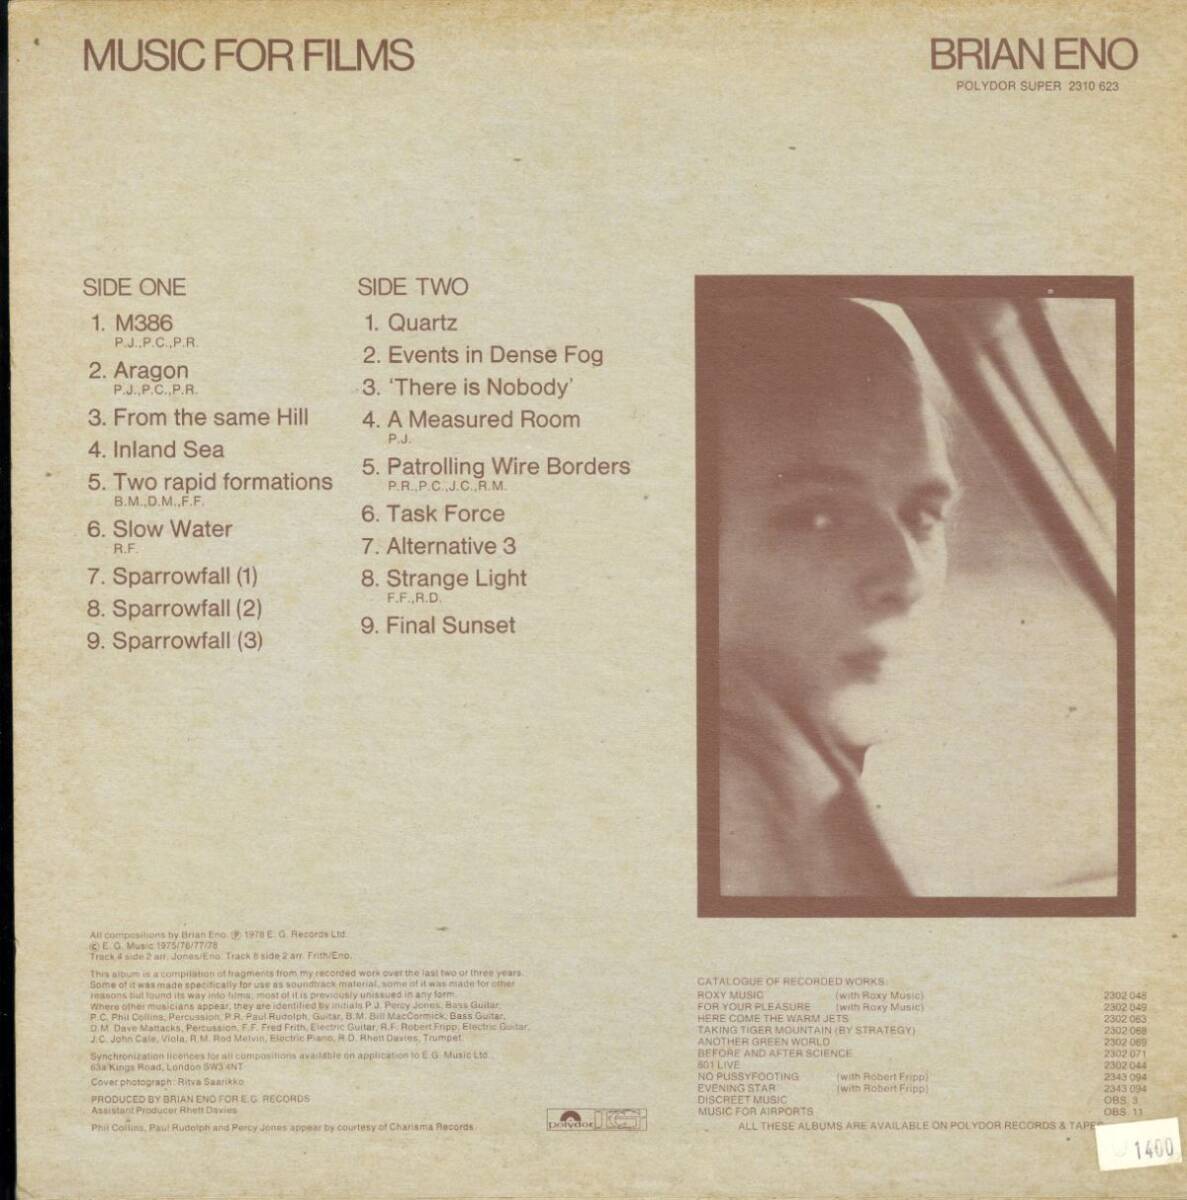 MUSIC FOR FILMS
BRIAN ENO
POLYDOR SUPER 2310 623
SIDE ONE
1. M386
P.J.,P.C.,P.R.
2. Aragon
P.J.,P.C.,P.R.
3. From the same Hill
4. Inland Sea
5. Two rapid formations
B.M.,D.M.,F.F.
6. Slow Water
R.F.
7. Sparrowfall (1)
8. Sparrowfall (2)
9. Sparrowfall (3)
SIDE TWO
1. Quartz
2. Events in Dense Fog
3. 'There is Nobody'
4. A Measured Room
P.J.
5. Patrolling Wire Borders
P.R.,P.C.,J.C.,R.M.
6. Task Force
7. Alternative 3
8. Strange Light
F.F.,R.D.
9. Final Sunset
All compositions by Brian Eno. ℗ 1978 E. G. Records Ltd.
© E. G. Music 1975/76/77/78
Track 4 side 2 arr. Jones/Eno. Track 8 side 2 arr. Frith/Eno.
This album is a compilation of fragments from my recorded work over the last two or three years.
Some of it was made specifically for use as soundtrack material, some of it was made for other
reasons but found its way into films; most of it is previously unissued in any form.
Where other musicians appear, they are identified by initials P.J. Percy Jones, Bass Guitar,
P.C. Phil Collins, Percussion, P.R. Paul Rudolph, Guitar, B.M. Bill MacCormick, Bass Guitar,
D.M. Dave Mattacks, Percussion, F.F. Fred Frith, Electric Guitar, R.F. Robert Fripp, Electric Guitar,
J.C. John Cale, Viola, R.M. Rod Melvin, Electric Piano, R.D. Rhett Davies, Trumpet.
Synchronization licences for all compositions available on application to E.G. Music Ltd.,
63a Kings Road, London SW3 4NT
Cover photograph: Ritva Saarikko
PRODUCED BY BRIAN ENO FOR E.G. RECORDS
Assistant Producer Rhett Davies
Phil Collins, Paul Rudolph and Percy Jones appear by courtesy of Charisma Records.
polydor EG
CATALOGUE OF RECORDED WORKS:
ROXY MUSIC (with Roxy Music) 2302 048
FOR YOUR PLEASURE (with Roxy Music) 2302 049
HERE COME THE WARM JETS 2302 063
TAKING TIGER MOUNTAIN (BY STRATEGY) 2302 068
ANOTHER GREEN WORLD 2302 069
BEFORE AND AFTER SCIENCE 2302 071
801 LIVE 2302 044
NO PUSSYFOOTING (with Robert Fripp) 2343 094
EVENING STAR (with Robert Fripp) 2343 094
DISCREET MUSIC OBS. 3
MUSIC FOR AIRPORTS OBS. 11
ALL THESE ALBUMS ARE AVAILABLE ON POLYDOR RECORDS & TAPE
1400